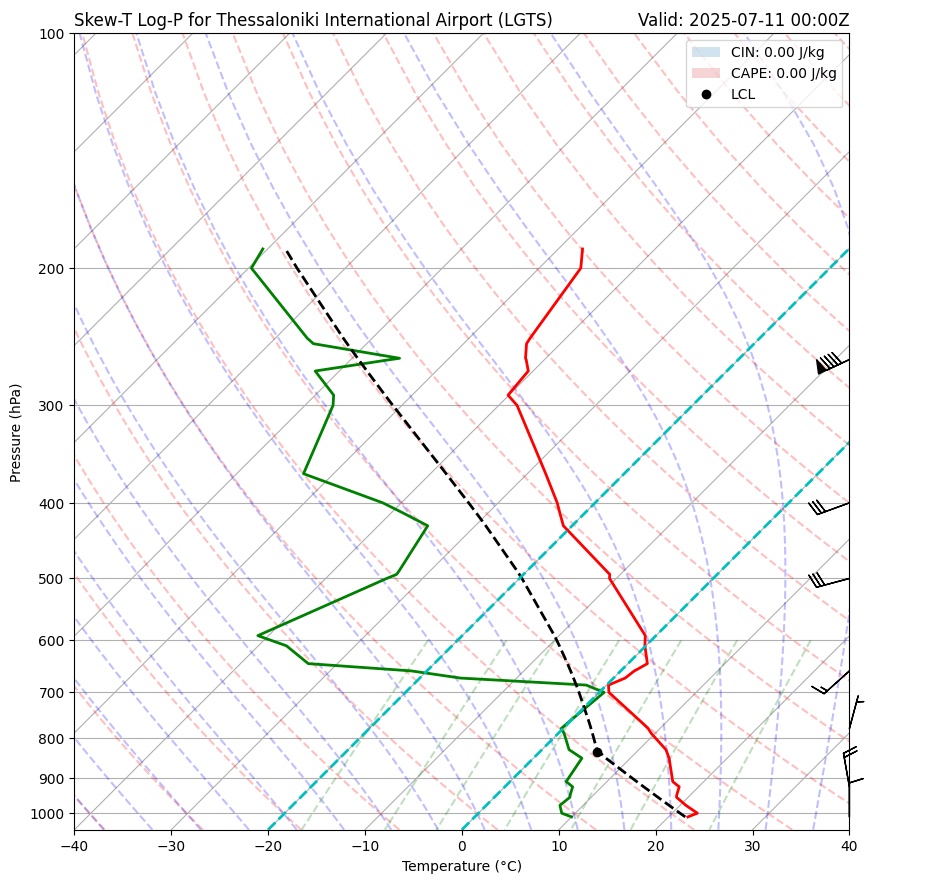 Skew-T Log-P for Thessaloniki International Airport (LGTS) Valid: 2025-07-11 00:00Z
CIN: 0.00 J/kg
CAPE: 0.00 J/kg
LCL
Pressure (hPa)
100
200
300
400
500
600
700
800
900
1000
−40 −30 −20 −10 0 10 20 30 40
Temperature (°C)